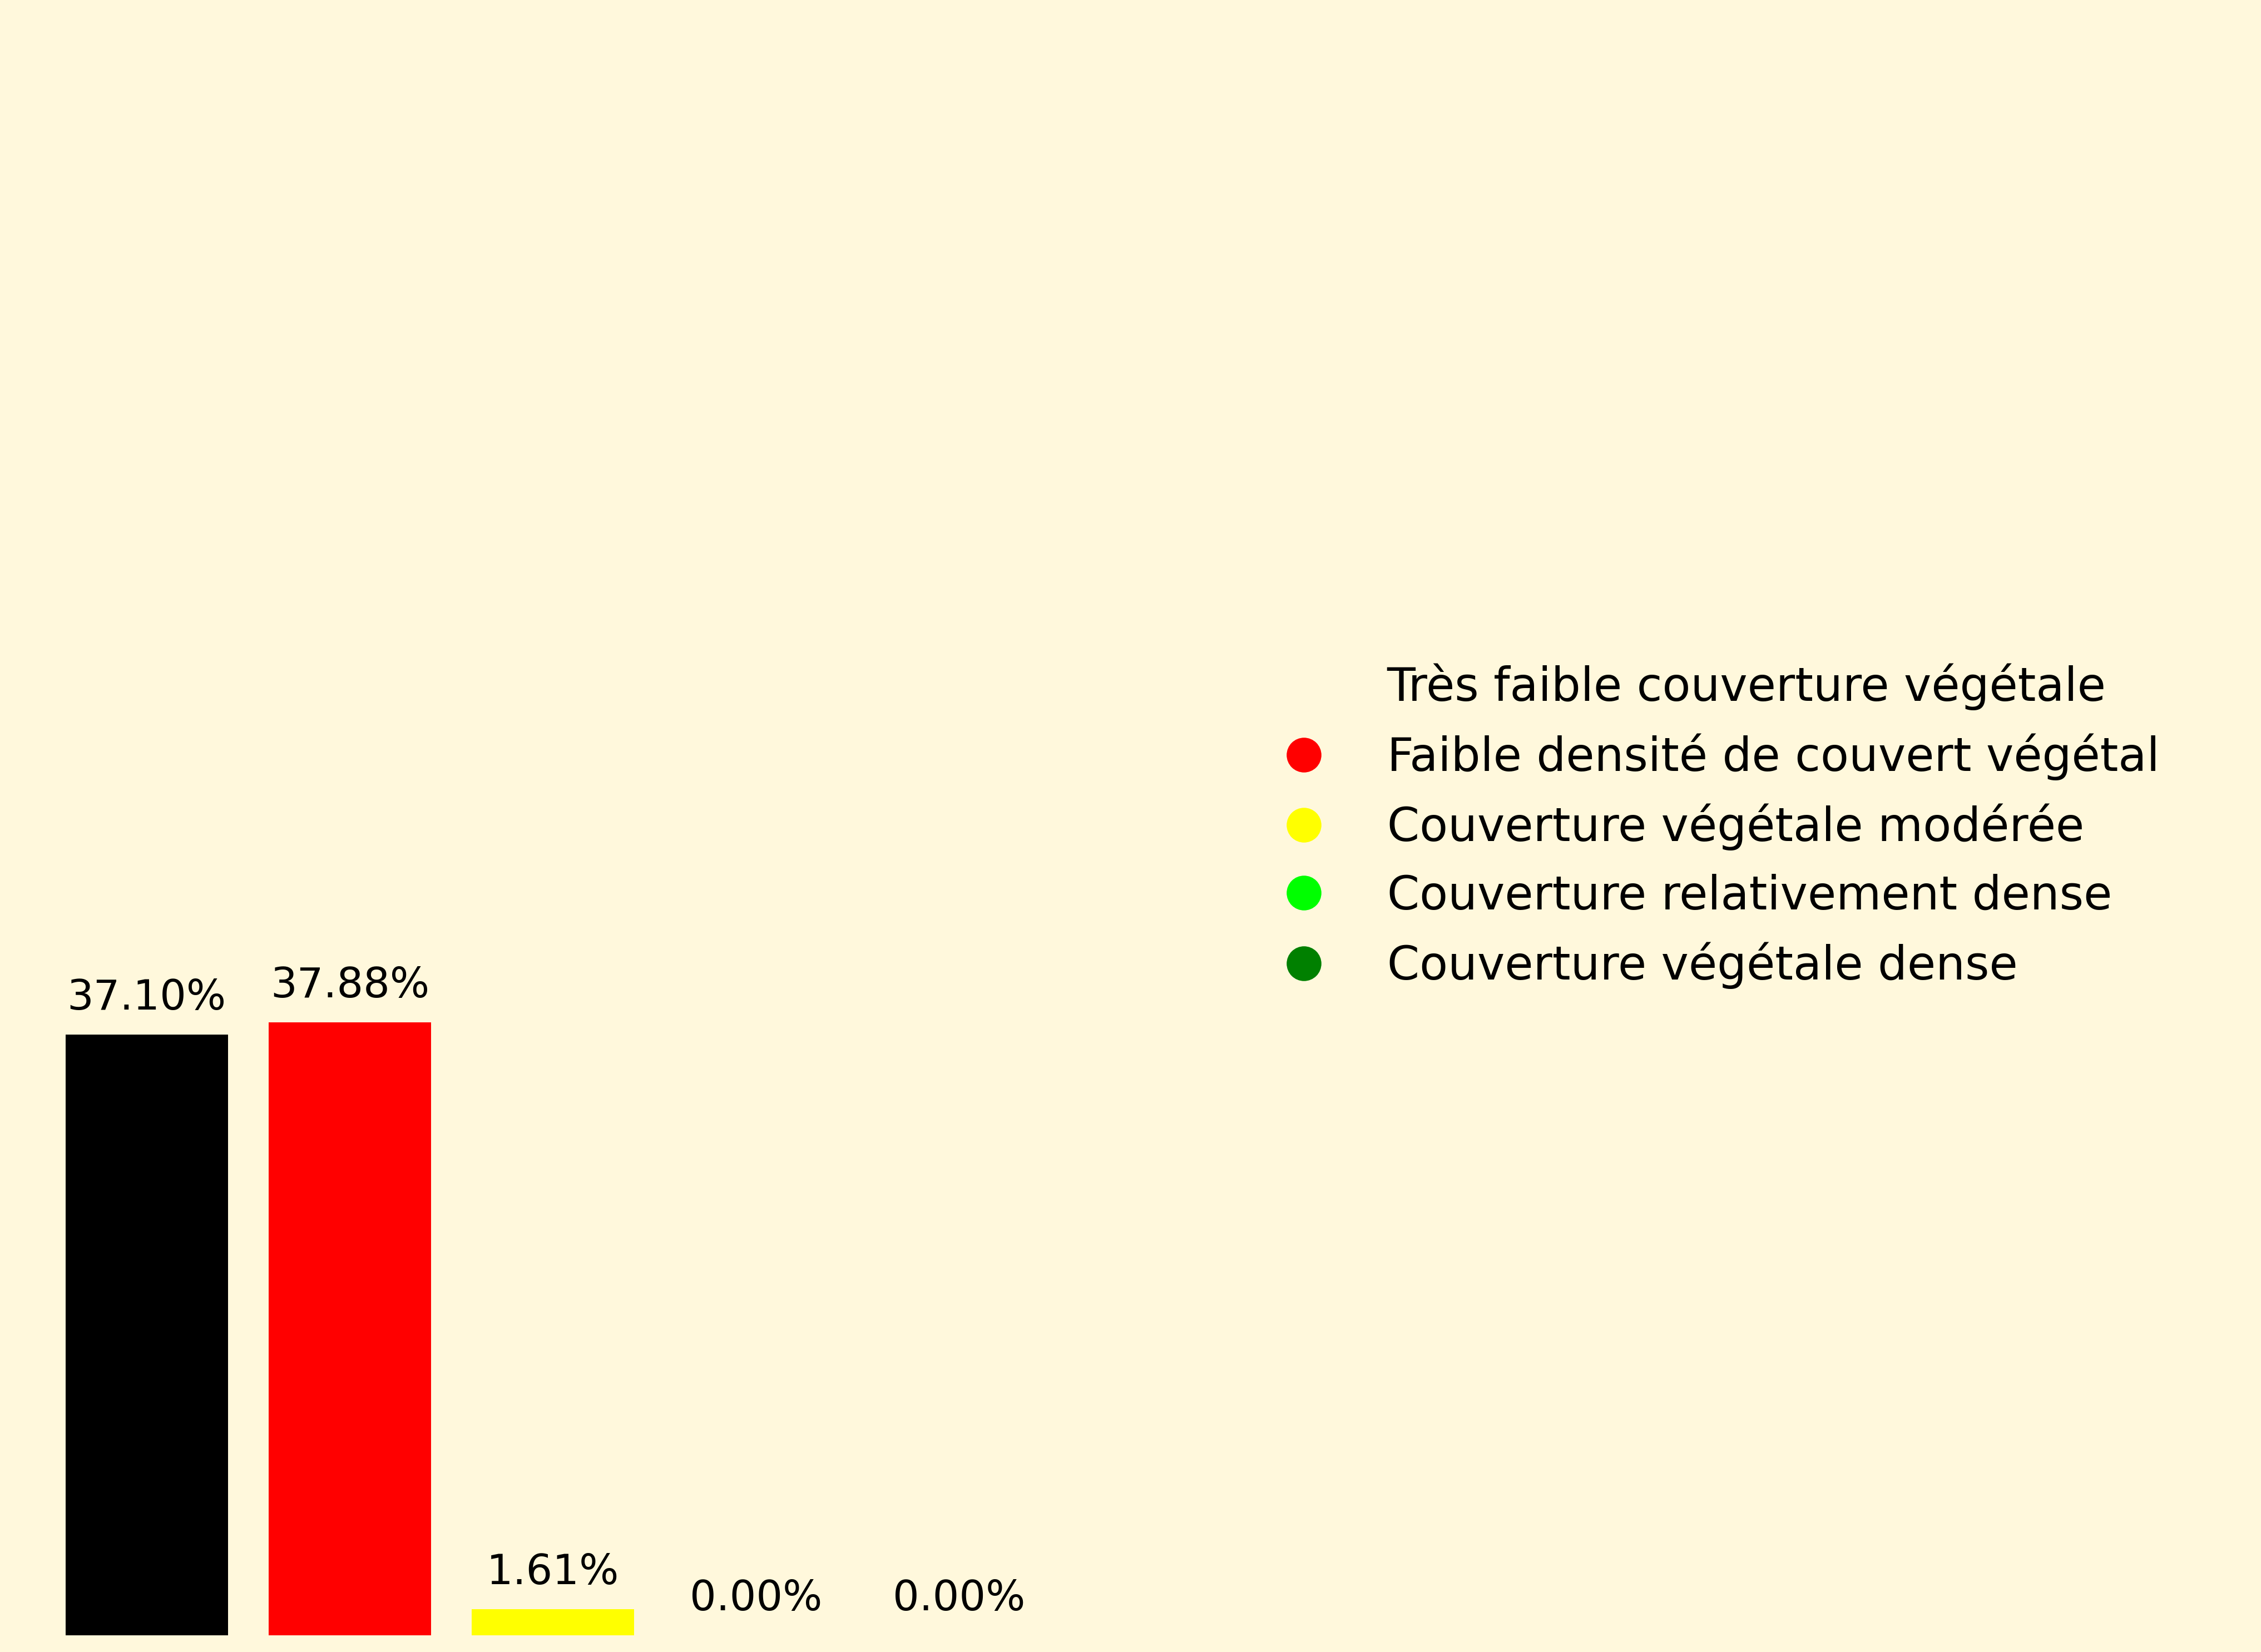 Très faible couverture végétale
Faible densité de couvert végétal
Couverture végétale modérée
Couverture relativement dense
Couverture végétale dense
37.10%
37.88%
1.61%
0.00%
0.00%